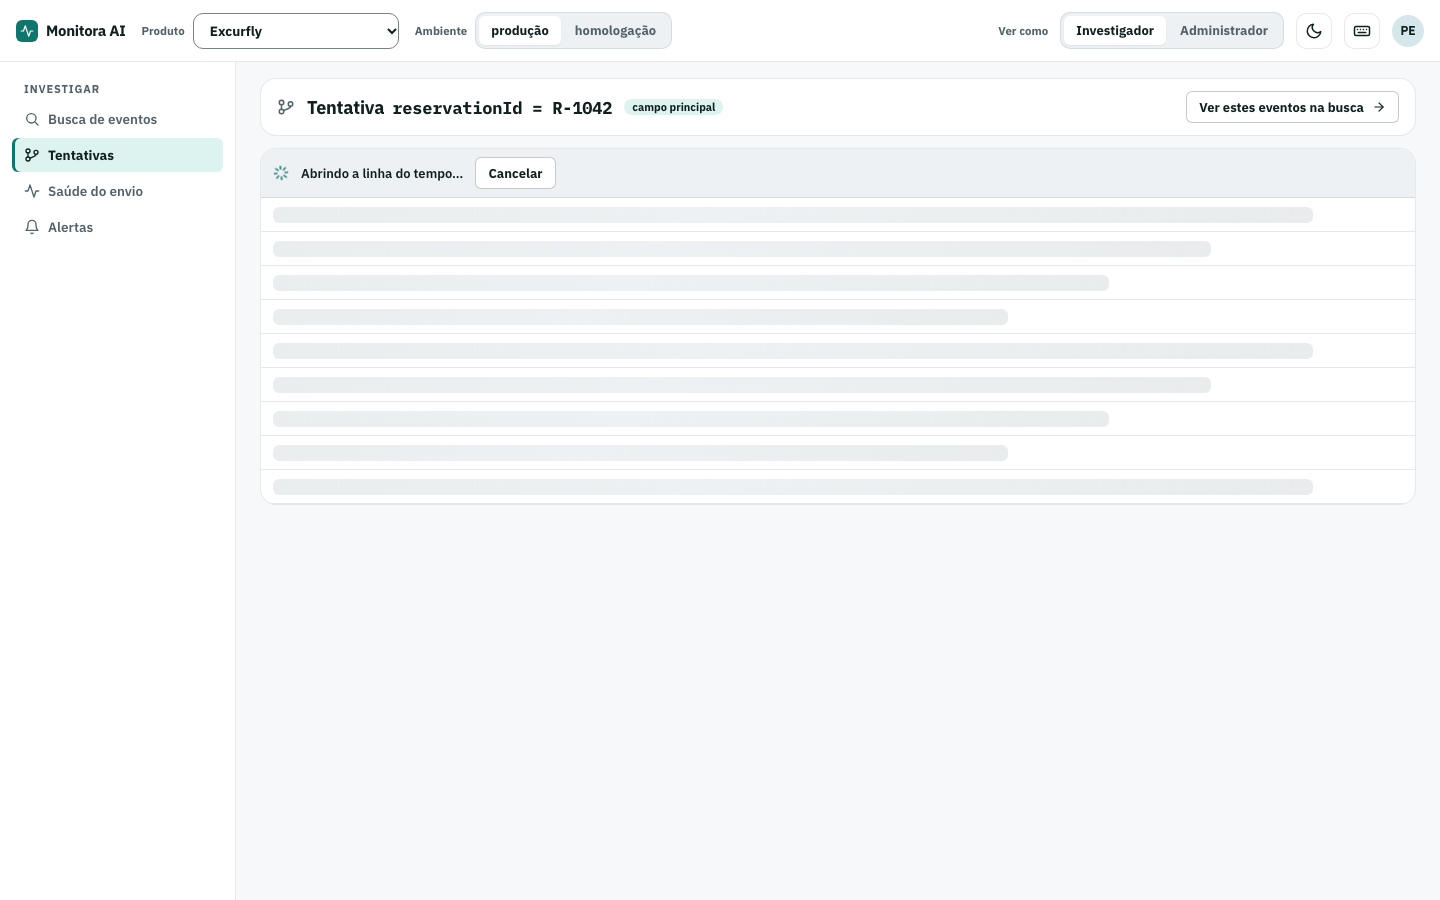 Monitora AI
Produto
Excurfly
Ambiente
produção
homologação
Ver como
Investigador
Administrador
PE
INVESTIGAR
Busca de eventos
Tentativas
Saúde do envio
Alertas
Tentativa reservationId = R-1042
campo principal
Ver estes eventos na busca
Abrindo a linha do tempo...
Cancelar